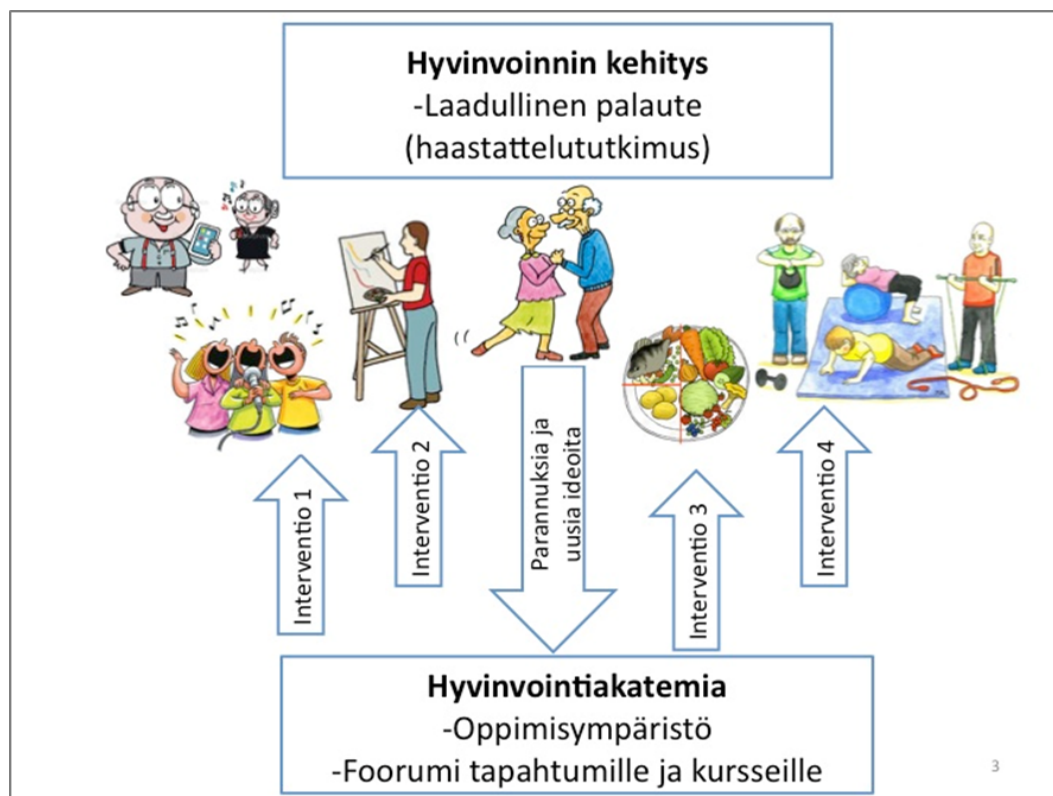 Hyvinvoinnin kehitys
-Laadullinen palaute
(haastattelututkimus)
Interventio 1
Interventio 2
Parannuksia ja
uusia ideoita
Interventio 3
Interventio 4
Hyvinvointiakatemia
-Oppimisympäristö
-Foorumi tapahtumille ja kursseille
3